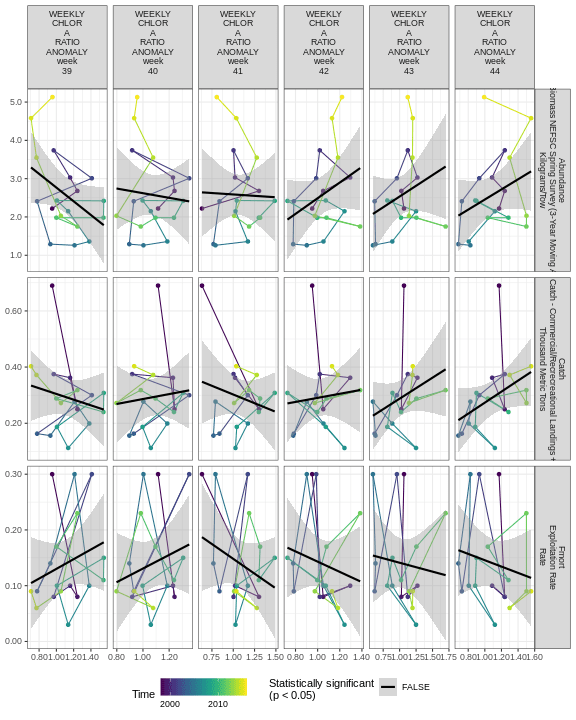 WEEKLY
CHLOR
A
RATIO
ANOMALY
week
39
WEEKLY
CHLOR
A
RATIO
ANOMALY
week
40
WEEKLY
CHLOR
A
RATIO
ANOMALY
week
41
WEEKLY
CHLOR
A
RATIO
ANOMALY
week
42
WEEKLY
CHLOR
A
RATIO
ANOMALY
week
43
WEEKLY
CHLOR
A
RATIO
ANOMALY
week
44
5.0
4.0
3.0
2.0
1.0
Abundance
NEFSC Spring Survey (3-Year Moving
Kilograms/Tow
0.60
0.40
0.20
Catch
Catch - Commercial/Recreational Landings +
Thousand Metric Tons
0.30
0.20
0.10
0.00
Fmort
Exploitation Rate
Rate
0.80 1.00 1.20 1.40
0.80 1.00 1.20
0.75 1.00 1.25 1.50
0.80 1.00 1.20 1.40
0.75 1.00 1.25 1.50 1.75
0.80 1.00 1.20 1.40 1.60
Time
2000 2010
Statistically significant
(p < 0.05)
FALSE